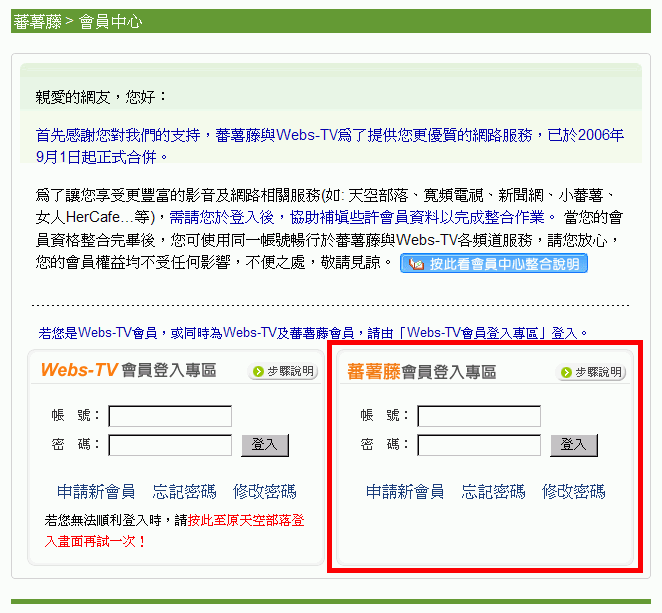 蕃薯藤 > 會員中心
親愛的網友，您好：
首先感謝您對我們的支持，蕃薯藤與Webs-TV為了提供您更優質的網路服務，已於2006年
9月1日起正式合併。
為了讓您享受更豐富的影音及網路相關服務(如: 天空部落、寬頻電視、新聞網、小蕃薯、
女人HerCafe...等)，需請您於登入後，協助補塡些許會員資料以完成整合作業。 當您的會
員資格整合完畢後，您可使用同一帳號暢行於蕃薯藤與Webs-TV各頻道服務，請您放心，
您的會員權益均不受任何影響，不便之處，敬請見諒。 按此看會員中心整合說明
若您是Webs-TV會員，或同時為Webs-TV及蕃薯藤會員，請由「Webs-TV會員登入專區」登入。
Webs-TV 會員登入專區 步驟說明
帳 號：
密 碼： 登入
申請新會員 忘記密碼 修改密碼
若您無法順利登入時，請按此至原天空部落登
入畫面再試一次！
蕃薯藤會員登入專區 步驟說明
帳 號：
密 碼： 登入
申請新會員 忘記密碼 修改密碼